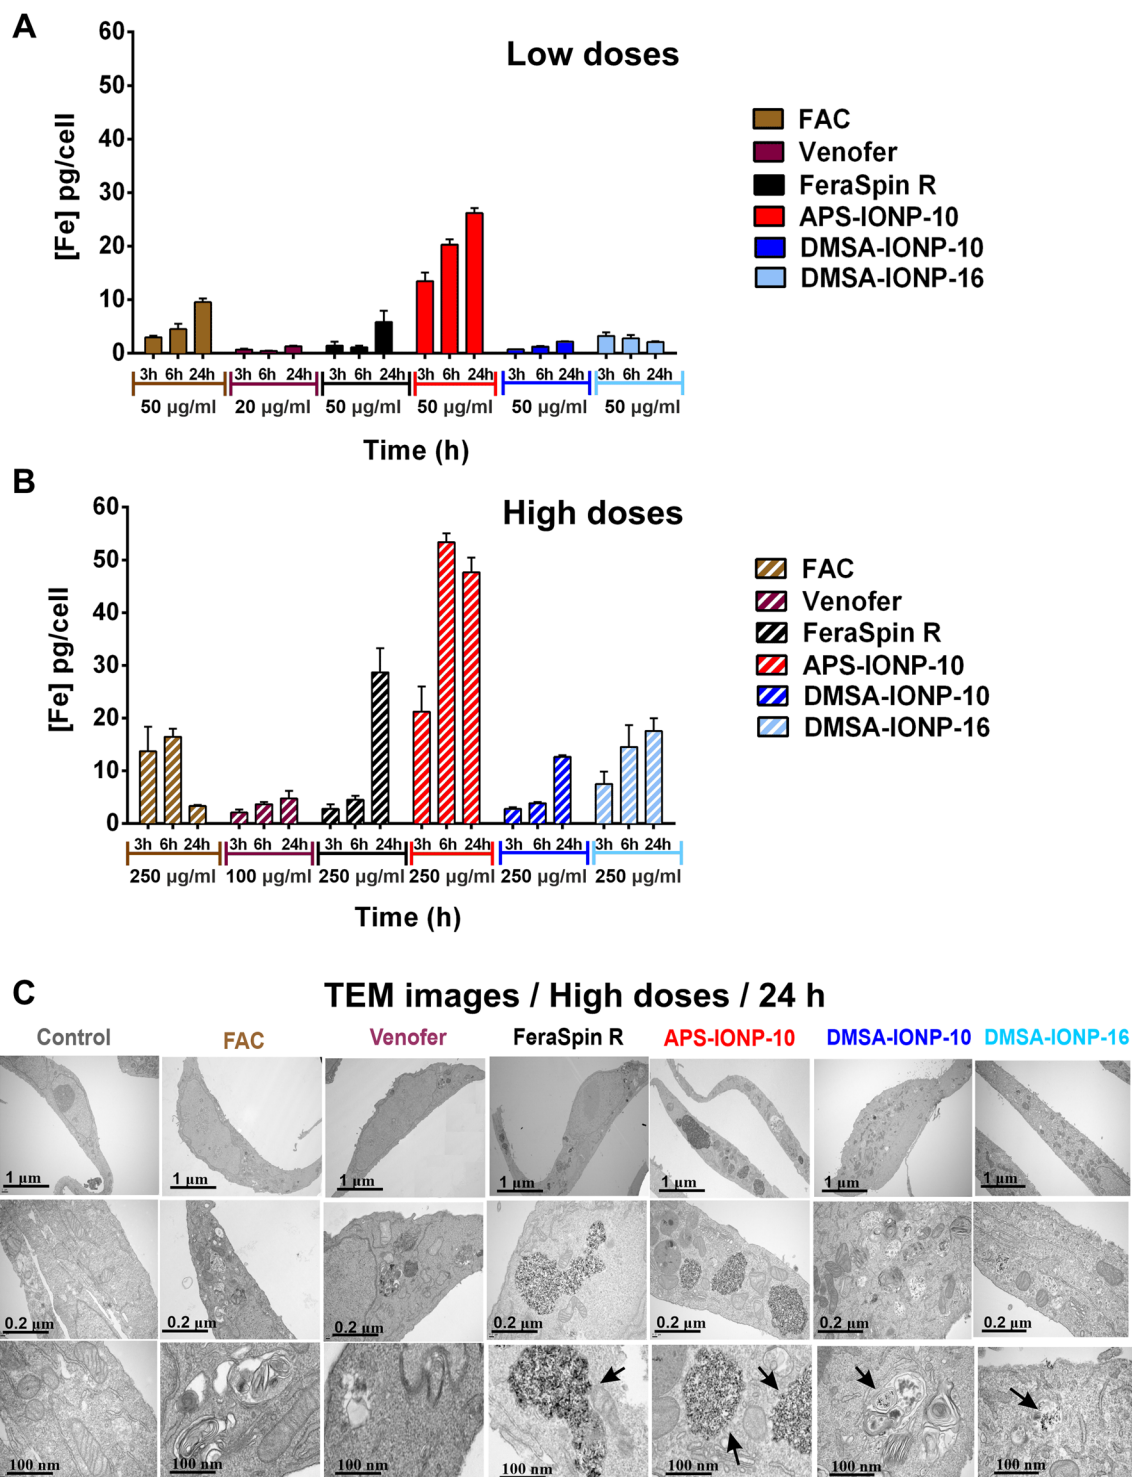 A
Low doses
60
50
40
30
20
10
0
[Fe] pg/cell
FAC
Venofer
FeraSpin R
APS-IONP-10
DMSA-IONP-10
DMSA-IONP-16
3h 6h 24h 3h 6h 24h 3h 6h 24h 3h 6h 24h 3h 6h 24h 3h 6h 24h
50 µg/ml 20 µg/ml 50 µg/ml 50 µg/ml 50 µg/ml 50 µg/ml
Time (h)
B
High doses
60
50
40
30
20
10
0
[Fe] pg/cell
FAC
Venofer
FeraSpin R
APS-IONP-10
DMSA-IONP-10
DMSA-IONP-16
3h 6h 24h 3h 6h 24h 3h 6h 24h 3h 6h 24h 3h 6h 24h 3h 6h 24h
250 µg/ml 100 µg/ml 250 µg/ml 250 µg/ml 250 µg/ml 250 µg/ml
Time (h)
C
TEM images / High doses / 24 h
Control FAC Venofer FeraSpin R APS-IONP-10 DMSA-IONP-10 DMSA-IONP-16
1 µm 1 µm 1 µm 1 µm 1 µm 1 µm 1 µm
0.2 µm 0.2 µm 0.2 µm 0.2 µm 0.2 µm 0.2 µm 0.2 µm
100 nm 100 nm 100 nm 100 nm 100 nm 100 nm 100 nm